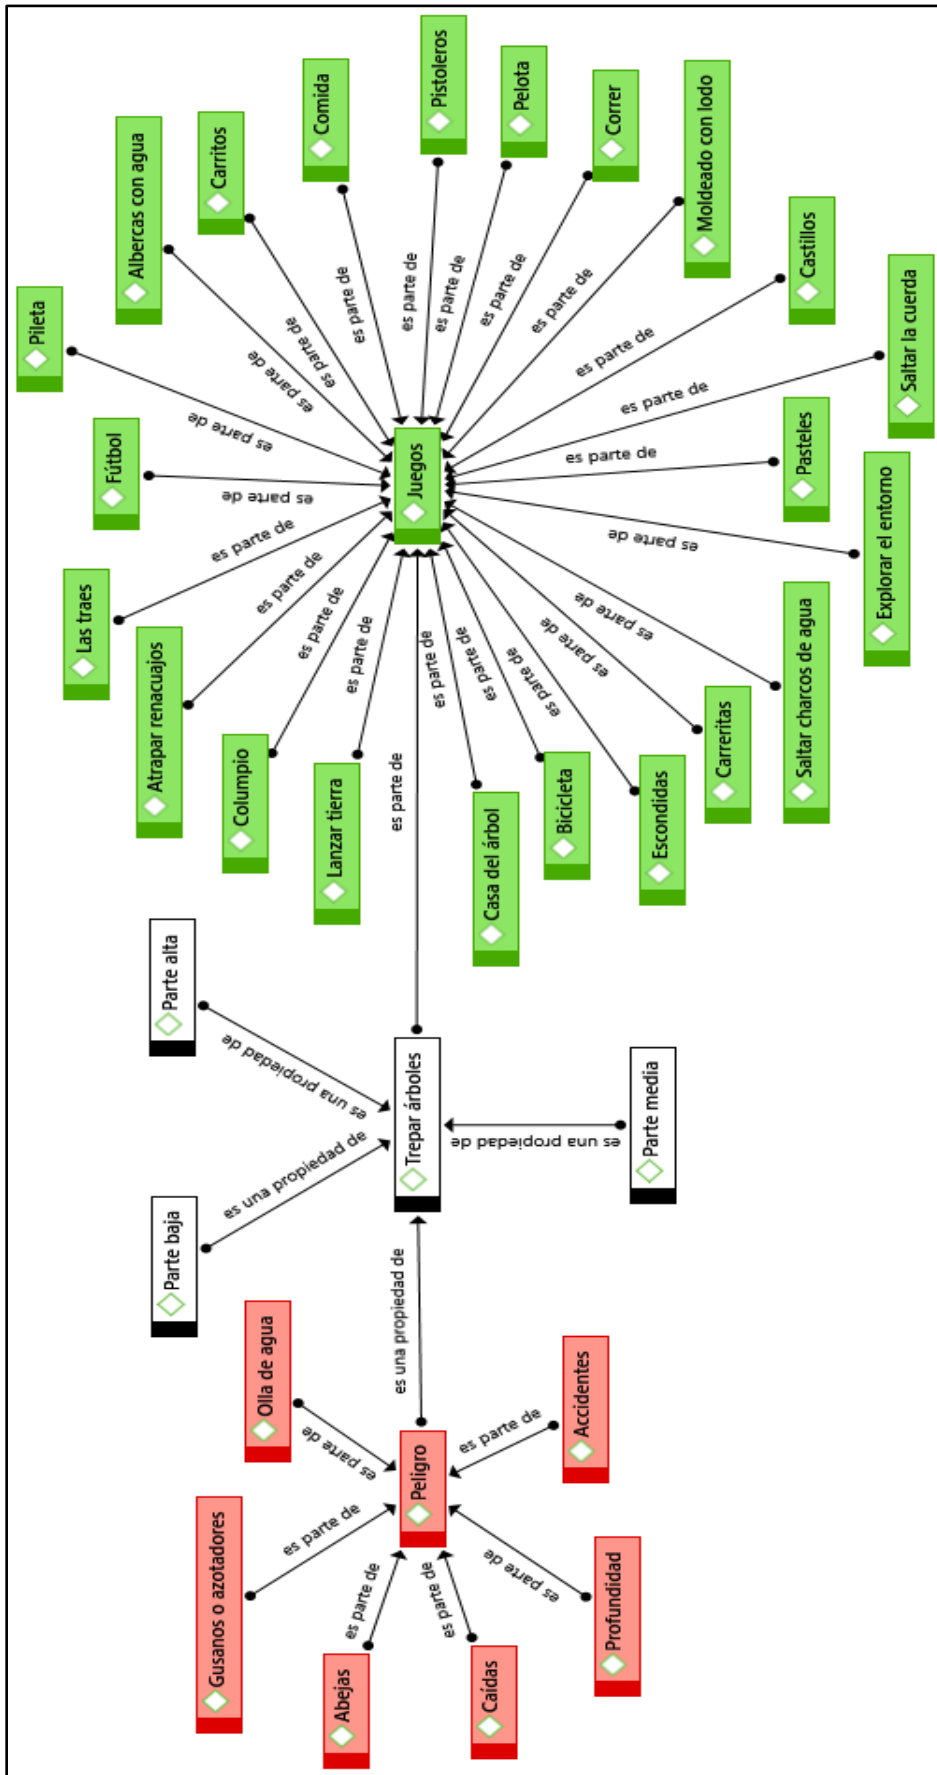 Gusanos o azotadores
es parte de
Olla de agua
es parte de
Abejas
es parte de
Caídas
es parte de
Profundidad
es parte de
Accidentes
es parte de
Peligro
es una propiedad de
Parte baja
es una propiedad de
Parte alta
es una propiedad de
Parte media
es una propiedad de
Trepar árboles
es parte de
Juegos
Pileta
es parte de
Las traes
es parte de
Fútbol
es parte de
Albercas con agua
es parte de
Atrapar renacuajos
es parte de
Carritos
es parte de
Columpio
es parte de
Comida
es parte de
Lanzar tierra
es parte de
Pistoleros
es parte de
Casa del árbol
es parte de
Pelota
es parte de
Bicicleta
es parte de
Correr
es parte de
Escondidas
es parte de
Moldeado con lodo
es parte de
Carreritas
es parte de
Castillos
es parte de
Saltar charcos de agua
es parte de
Pasteles
es parte de
Explorar el entorno
es parte de
Saltar la cuerda
es parte de